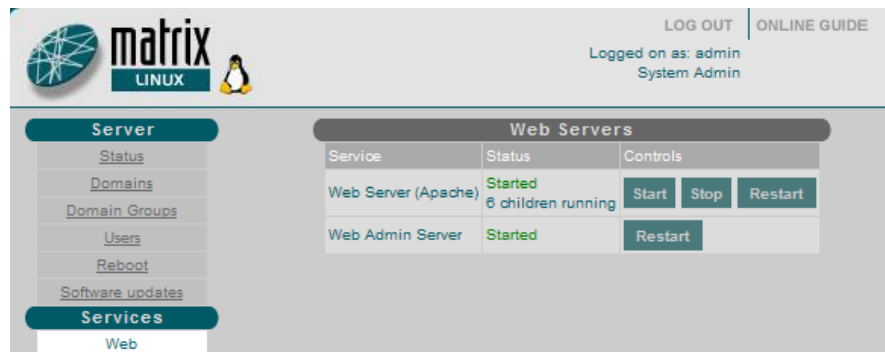 matrix
LINUX
LOG OUT ONLINE GUIDE
Logged on as: admin
System Admin
Server
Status
Domains
Domain Groups
Users
Reboot
Software updates
Services
Web
Web Servers
Service Status Controls
Web Server (Apache) Started
6 children running Start Stop Restart
Web Admin Server Started Restart